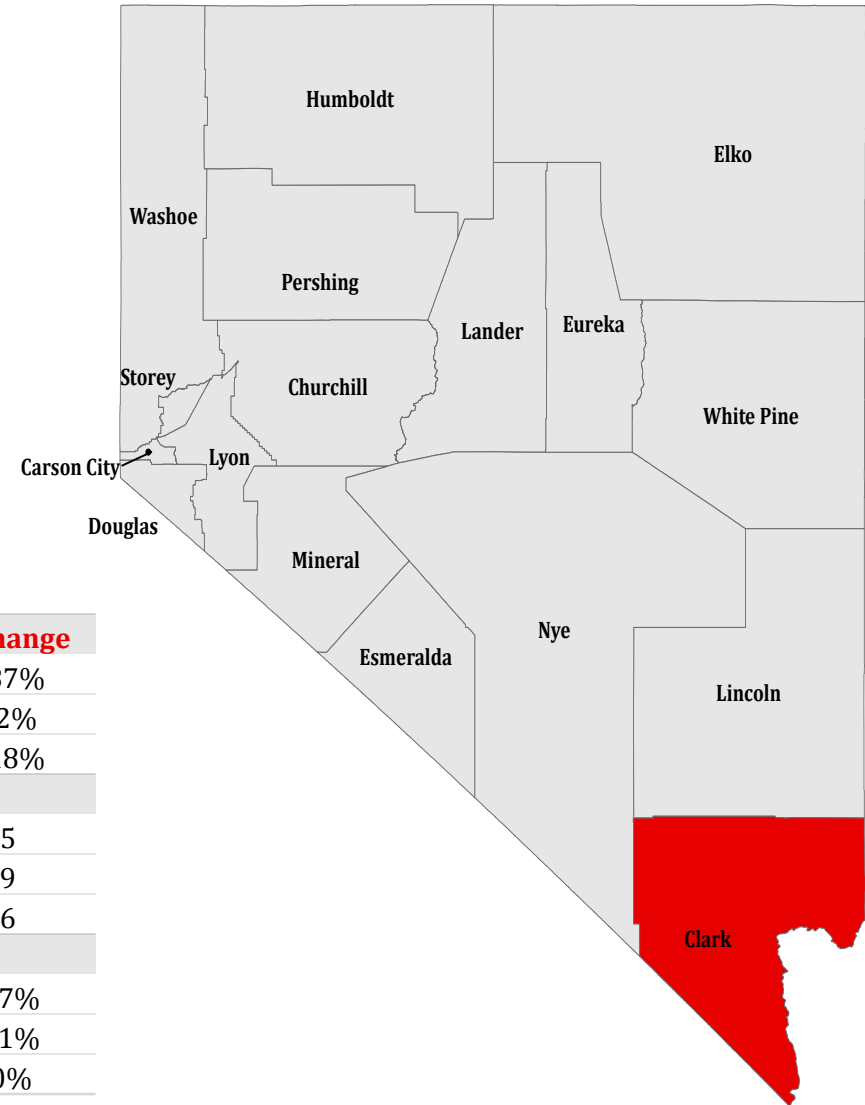 Humboldt
Elko
Washoe
Pershing
Lander
Eureka
Storey
Churchill
White Pine
Lyon
Carson City
Douglas
Mineral
Nye
Esmeralda
Lincoln
Clark
hange
37%
2%
18%
5
9
6
7%
1%
0%